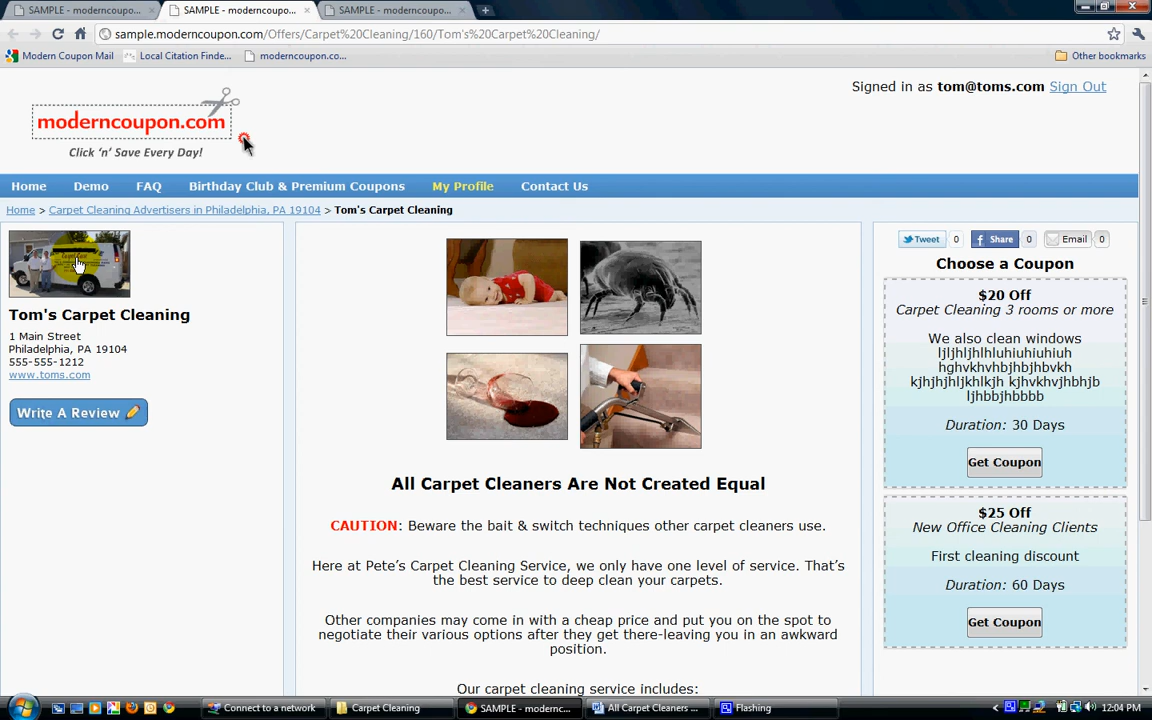 SAMPLE - moderncoupo...
SAMPLE - moderncoupo...
SAMPLE - moderncoupo...
sample.moderncoupon.com/Offers/Carpet%20Cleaning/160/Tom's%20Carpet%20Cleaning/
Modern Coupon Mail
Local Citation Finde...
moderncoupon.co...
Other bookmarks
Signed in as tom@toms.com Sign Out
moderncoupon.com
Click 'n' Save Every Day!
Home Demo FAQ Birthday Club & Premium Coupons My Profile Contact Us
Home > Carpet Cleaning Advertisers in Philadelphia, PA 19104 > Tom's Carpet Cleaning
Tom's Carpet Cleaning
1 Main Street
Philadelphia, PA 19104
555-555-1212
www.toms.com
Write A Review
All Carpet Cleaners Are Not Created Equal
CAUTION: Beware the bait & switch techniques other carpet cleaners use.
Here at Pete's Carpet Cleaning Service, we only have one level of service. That's
the best service to deep clean your carpets.
Other companies may come in with a cheap price and put you on the spot to
negotiate their various options after they get there-leaving you in an awkward
position.
Our carpet cleaning service includes:
Tweet 0 Share 0 Email 0
Choose a Coupon
$20 Off
Carpet Cleaning 3 rooms or more
We also clean windows
ljljhljhlhluhiuhiuhiuh
hghvkhvhbjhbjhbvkh
kjhjhjhljkhlkjh kjhvkhvjhbhjb
ljhbbjhbbbb
Duration: 30 Days
Get Coupon
$25 Off
New Office Cleaning Clients
First cleaning discount
Duration: 60 Days
Get Coupon
Connect to a network
Carpet Cleaning
SAMPLE - modernc...
All Carpet Cleaners ...
Flashing
12:04 PM